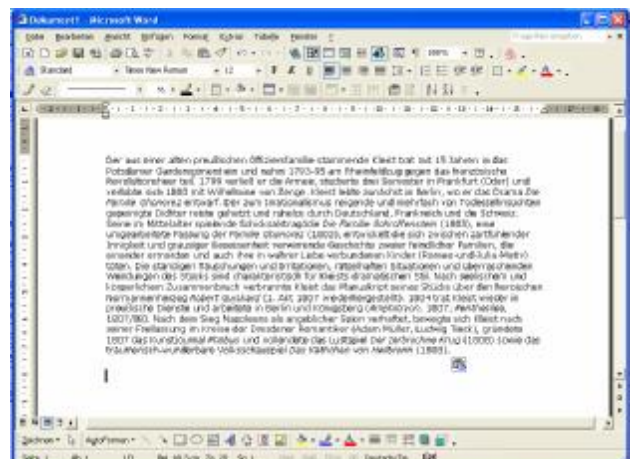 Dokument1 - Microsoft Word
Datei Bearbeiten Ansicht Einfügen Format Extras Tabelle Fenster ?
Standard Times New Roman 12 F K U
Der aus einer alten preußischen Offiziersfamilie stammende Kleist trat mit 15 Jahren in das
Potsdamer Garderegiment ein und nahm 1793-95 am Rheinfeldzug gegen das französische
Revolutionsheer teil. 1799 verließ er die Armee, studierte drei Semester in Frankfurt (Oder) und
verlobte sich 1800 mit Wilhelmine von Zenge. Kleist lebte zunächst in Berlin, wo er das Drama Die
Familie Ghonorez entwarf. Der zum Irrationalismus neigende und mehrfach von Todessehnsüchten
gepeinigte Dichter reiste gehetzt und ruhelos durch Deutschland, Frankreich und die Schweiz.
Seine im Mittelalter spielende Schicksalstragödie Die Familie Schroffenstein (1803), eine
umgearbeitete Fassung der Familie Ghonorez (1800), entwickelt die sich zwischen zartfühlender
Innigkeit und grausiger Besessenheit verwirrende Geschichte zweier feindlicher Familien, die
einander ermorden und auch ihre in wahrer Liebe verbundenen Kinder (Romeo-und-Julia-Motiv)
töten. Die ständigen Täuschungen und Irritationen, rätselhaften Situationen und überraschenden
Wendungen des Stücks sind charakteristisch für Kleists dramatischen Stil. Nach seelischem und
körperlichem Zusammenbruch verbrannte Kleist das Manuskript seines Stücks über den heroischen
Normannenherzog Robert Guiskard (1. Akt 1807 wiederhergestellt). 1804 trat Kleist wieder in
preußische Dienste und arbeitete in Berlin und Königsberg (Amphitryon, 1807, Penthesilea,
1807/08). Nach dem Sieg Napoleons als angeblicher Spion verhaftet, bewegte sich Kleist nach
seiner Freilassung im Kreise der Dresdener Romantiker (Adam Müller, Ludwig Tieck), gründete
1807 das Kunstjournal Phöbus und vollendete das Lustspiel Der zerbrochne Krug (1808) sowie das
träumerisch-wunderbare Volksschauspiel Das Käthchen von Heilbronn (1808).
Zeichnen AutoFormen